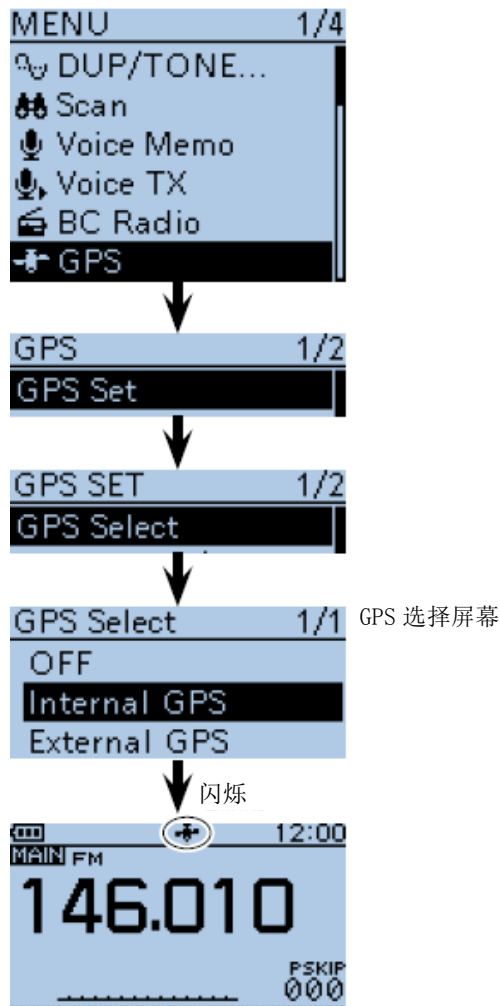 MENU 1/4
DUP/TONE...
Scan
Voice Memo
Voice TX
BC Radio
GPS
GPS 1/2
GPS Set
GPS SET 1/2
GPS Select
GPS Select 1/1 GPS 选择屏幕
OFF
Internal GPS
External GPS
闪烁
12:00
MAIN FM
146.010
PSKIP
000